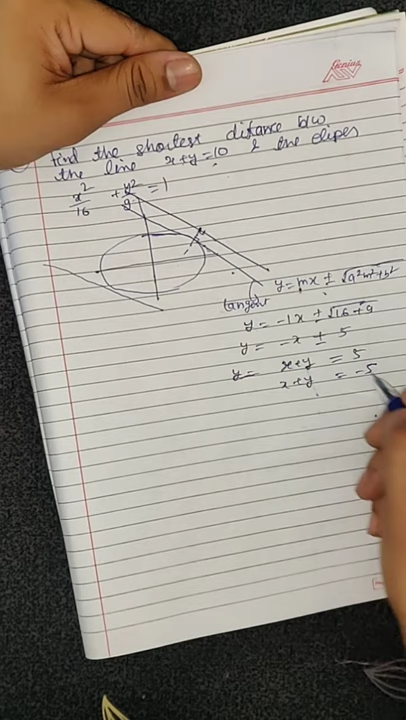 Genius
Find the shortest distance b/w
the line x+y=10 & the elipes
x²/16 + y²/9 = 1
tangent y = mx ± √a²m²+b²
y = -1x ± √16+9
y = -x ± 5
y = x+y = 5
x+y = -5